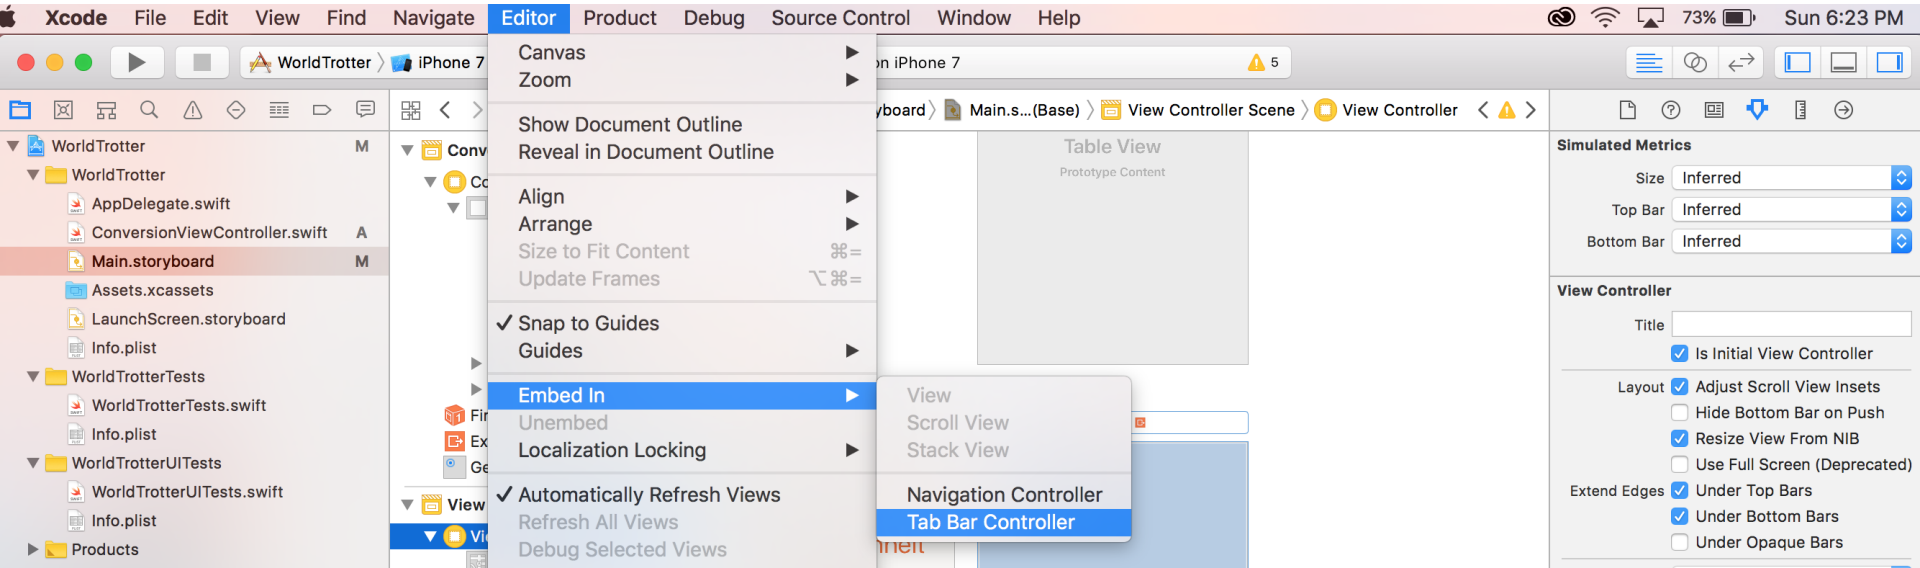 Xcode File Edit View Find Navigate Editor Product Debug Source Control Window Help 73% Sun 6:23 PM
WorldTrotter iPhone 7 on iPhone 7 5
yboard Main.s...(Base) View Controller Scene View Controller
WorldTrotter M
WorldTrotter
AppDelegate.swift
ConversionViewController.swift A
Main.storyboard M
Assets.xcassets
LaunchScreen.storyboard
Info.plist
WorldTrotterTests
WorldTrotterTests.swift
Info.plist
WorldTrotterUITests
WorldTrotterUITests.swift
Info.plist
Products
Conv
Co
Fir
Ex
Ge
View
Vi
Canvas
Zoom
Show Document Outline
Reveal in Document Outline
Align
Arrange
Size to Fit Content ⌘=
Update Frames ⌥⌘=
Snap to Guides
Guides
Embed In
Unembed
Localization Locking
Automatically Refresh Views
Refresh All Views
Debug Selected Views
View
Scroll View
Stack View
Navigation Controller
Tab Bar Controller
Table View
Prototype Content
Simulated Metrics
Size Inferred
Top Bar Inferred
Bottom Bar Inferred
View Controller
Title
Is Initial View Controller
Layout Adjust Scroll View Insets
Hide Bottom Bar on Push
Resize View From NIB
Use Full Screen (Deprecated)
Extend Edges Under Top Bars
Under Bottom Bars
Under Opaque Bars